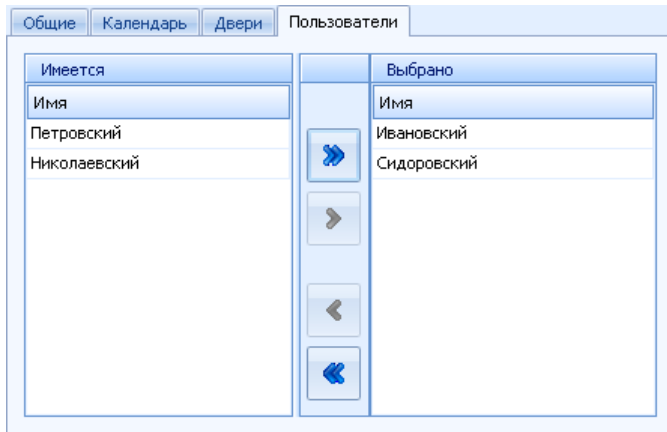 Общие Календарь Двери Пользователи
Имеется Выбрано
Имя Имя
Петровский Ивановский
Николаевский Сидоровский